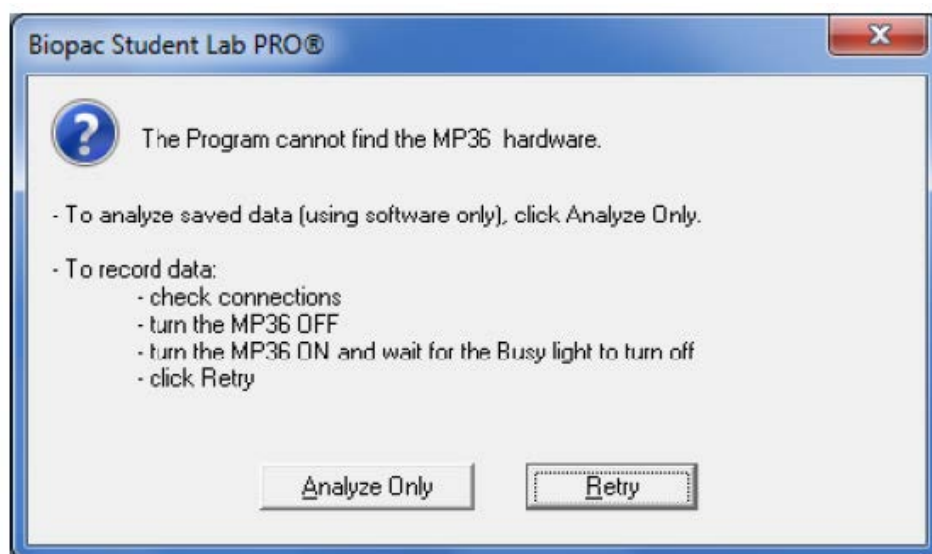 Biopac Student Lab PRO®
The Program cannot find the MP36 hardware.
- To analyze saved data (using software only), click Analyze Only.
- To record data:
- check connections
- turn the MP36 OFF
- turn the MP36 ON and wait for the Busy light to turn off
- click Retry
Analyze Only
Retry